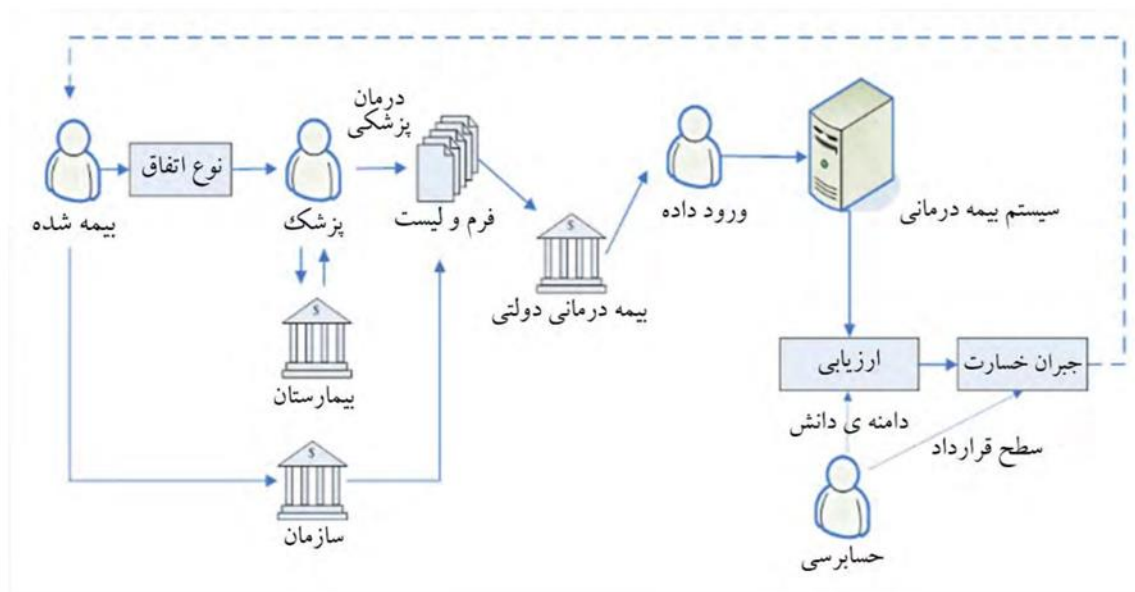 درمان
پزشکی
نوع اتفاق
بیمه شده
پزشک
فرم و لیست
ورود داده
سیستم بیمه درمانی
$
بیمه درمانی دولتی
$
بیمارستان
ارزیابی
جبران خسارت
دامنه ی دانش
سطح قرارداد
$
سازمان
حسابرسی